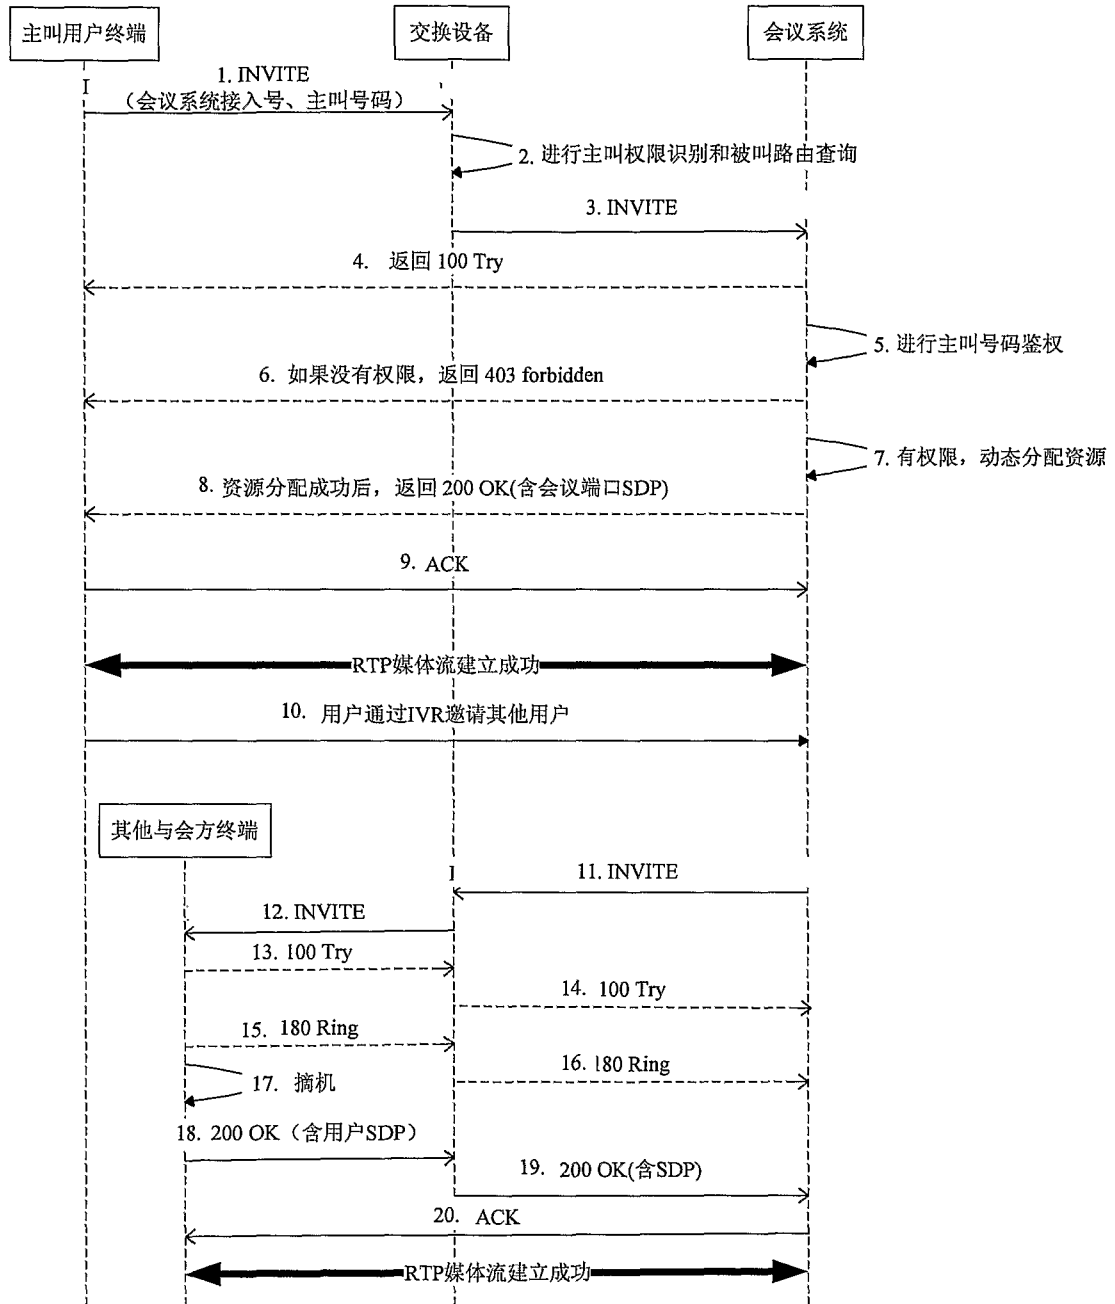 主叫用户终端
交换设备
会议系统
1. INVITE
（会议系统接入号、主叫号码）
2. 进行主叫权限识别和被叫路由查询
3. INVITE
4. 返回 100 Try
5. 进行主叫号码鉴权
6. 如果没有权限，返回 403 forbidden
7. 有权限，动态分配资源
8. 资源分配成功后，返回 200 OK(含会议端口SDP)
9. ACK
RTP媒体流建立成功
10. 用户通过IVR邀请其他用户
其他与会方终端
11. INVITE
12. INVITE
13. 100 Try
14. 100 Try
15. 180 Ring
16. 180 Ring
17. 摘机
18. 200 OK（含用户SDP）
19. 200 OK(含SDP)
20. ACK
RTP媒体流建立成功